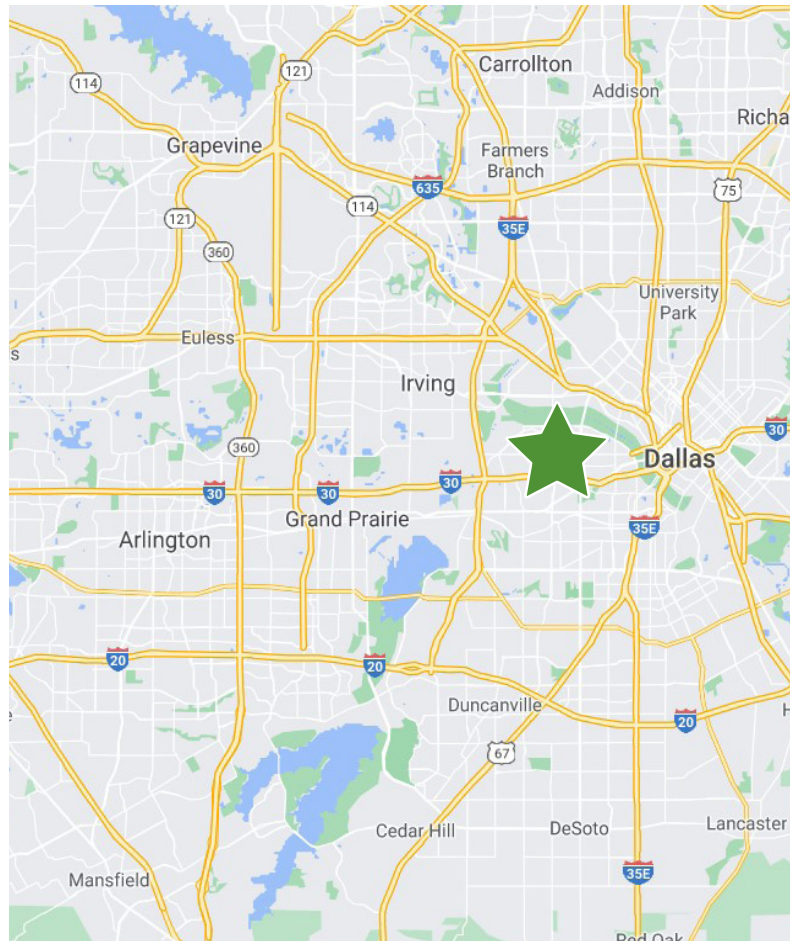 Carrollton
121
114
Addison
Richa
Grapevine
Farmers
Branch
635
75
114
121
35E
360
University
Park
Euless
s
Irving
30
360
Dallas
30
30
30
Grand Prairie
35E
Arlington
20
20
Duncanville
H
20
67
Cedar Hill
DeSoto
Lancaster
35E
Mansfield
Red Oak